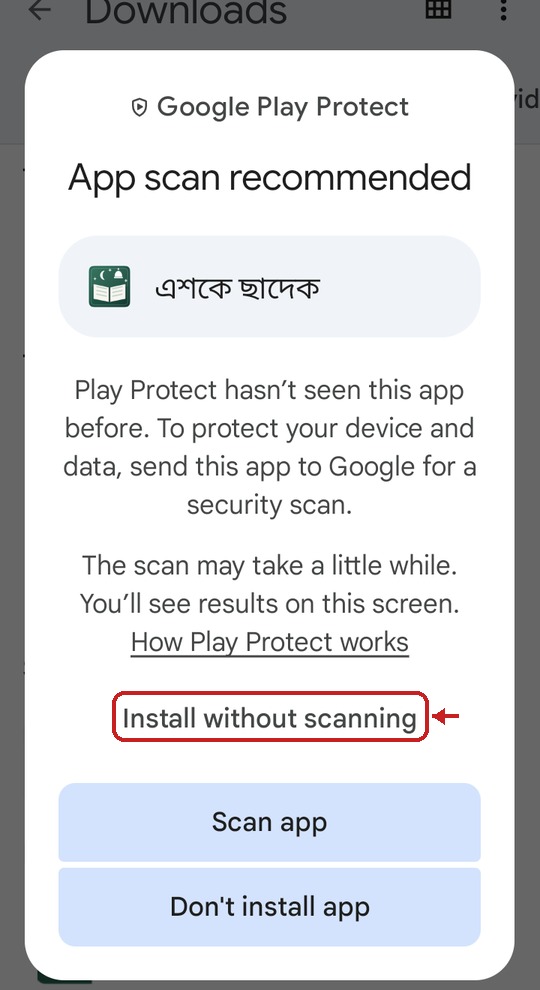 Downloads
vid
Google Play Protect
App scan recommended
এশকে ছাদেক
Play Protect hasn’t seen this app
before. To protect your device and
data, send this app to Google for a
security scan.
The scan may take a little while.
You’ll see results on this screen.
How Play Protect works
Install without scanning
Scan app
Don't install app